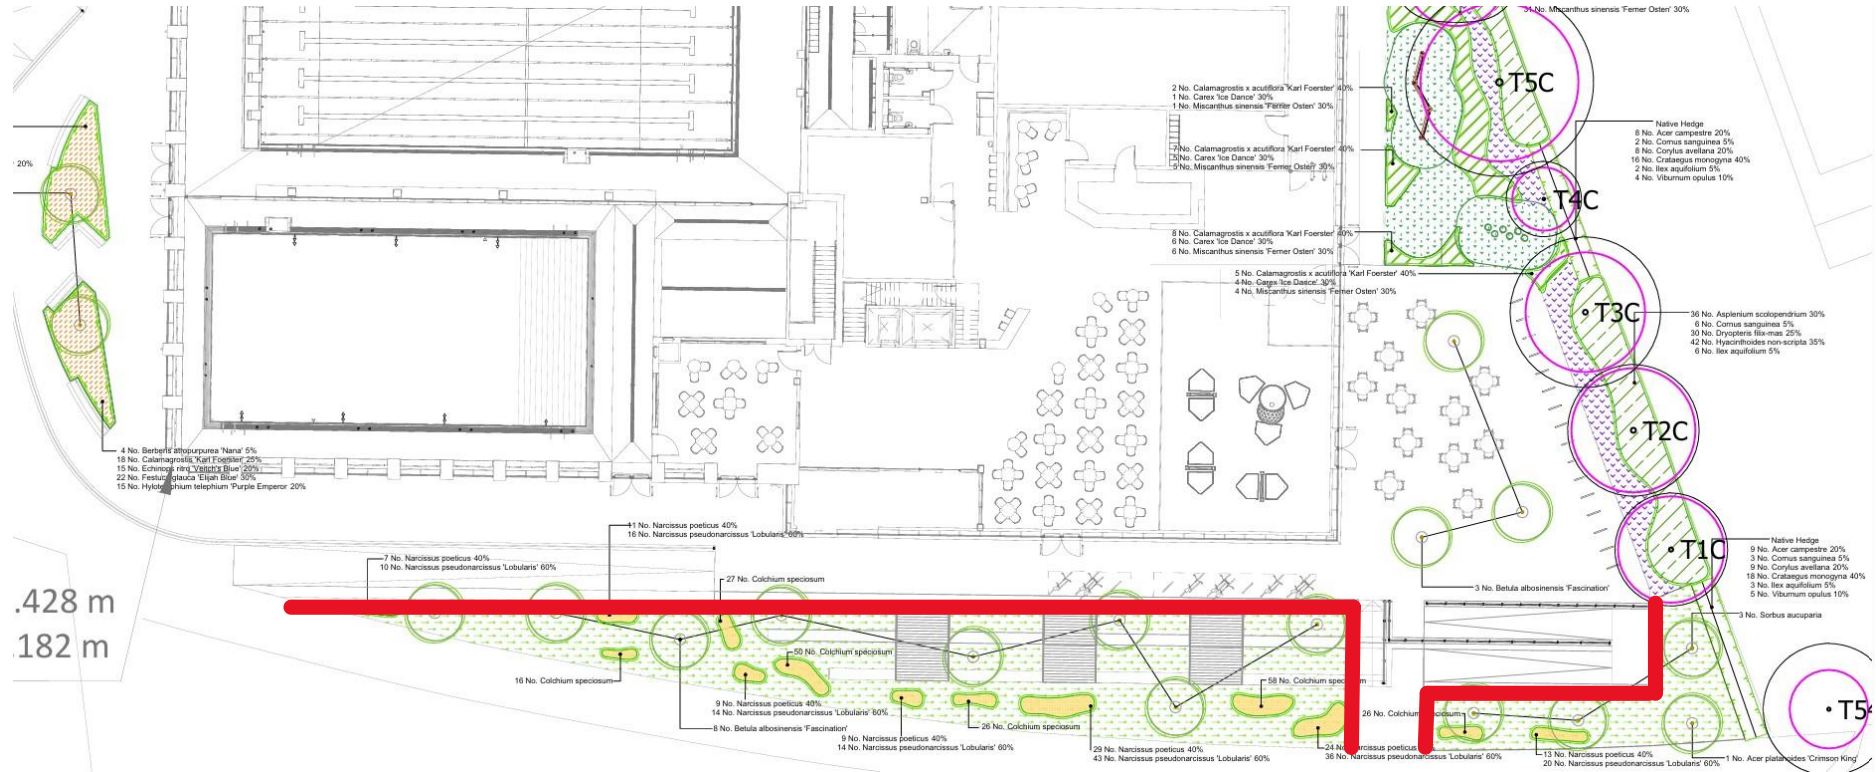 31 No. Miscanthus sinensis 'Ferner Osten' 30%
T5C
2 No. Calamagrostis x acutiflora 'Karl Foerster' 40%
1 No. Carex 'Ice Dance' 30%
1 No. Miscanthus sinensis 'Ferner Osten' 30%
Native Hedge
8 No. Acer campestre 20%
2 No. Cornus sanguinea 5%
8 No. Corylus avellana 20%
16 No. Crataegus monogyna 40%
2 No. Ilex aquifolium 5%
4 No. Viburnum opulus 10%
7 No. Calamagrostis x acutiflora 'Karl Foerster' 40%
5 No. Carex 'Ice Dance' 30%
5 No. Miscanthus sinensis 'Ferner Osten' 30%
20%
T4C
8 No. Calamagrostis x acutiflora 'Karl Foerster' 40%
6 No. Carex 'Ice Dance' 30%
6 No. Miscanthus sinensis 'Ferner Osten' 30%
5 No. Calamagrostis x acutiflora 'Karl Foerster' 40%
4 No. Carex 'Ice Dance' 30%
4 No. Miscanthus sinensis 'Ferner Osten' 30%
T3C
36 No. Asplenium scolopendrium 30%
6 No. Cornus sanguinea 5%
30 No. Dryopteris filix-mas 25%
42 No. Hyacinthoides non-scripta 35%
6 No. Ilex aquifolium 5%
T2C
4 No. Berberis atropurpurea 'Nana' 5%
18 No. Calamagrostis 'Karl Foerster' 25%
15 No. Echinops ritro 'Veitch's Blue' 20%
22 No. Festuca glauca 'Elijah Blue' 30%
15 No. Hylotelephium telephium 'Purple Emperor 20%
11 No. Narcissus poeticus 40%
16 No. Narcissus pseudonarcissus 'Lobularis' 60%
T1C
Native Hedge
9 No. Acer campestre 20%
3 No. Cornus sanguinea 5%
9 No. Corylus avellana 20%
18 No. Crataegus monogyna 40%
3 No. Ilex aquifolium 5%
5 No. Viburnum opulus 10%
7 No. Narcissus poeticus 40%
10 No. Narcissus pseudonarcissus 'Lobularis' 60%
27 No. Colchium speciosum
3 No. Betula albosinensis 'Fascination'
.428 m
182 m
3 No. Sorbus aucuparia
50 No. Colchium speciosum
16 No. Colchium speciosum
58 No. Colchium speciosum
9 No. Narcissus poeticus 40%
14 No. Narcissus pseudonarcissus 'Lobularis' 60%
26 No. Colchium speciosum
26 No. Colchium speciosum
8 No. Betula albosinensis 'Fascination'
9 No. Narcissus poeticus 40%
14 No. Narcissus pseudonarcissus 'Lobularis' 60%
29 No. Narcissus poeticus 40%
43 No. Narcissus pseudonarcissus 'Lobularis' 60%
24 No. Narcissus poeticus
36 No. Narcissus pseudonarcissus 'Lobularis' 60%
13 No. Narcissus poeticus 40%
20 No. Narcissus pseudonarcissus 'Lobularis' 60%
1 No. Acer platanoides 'Crimson King'